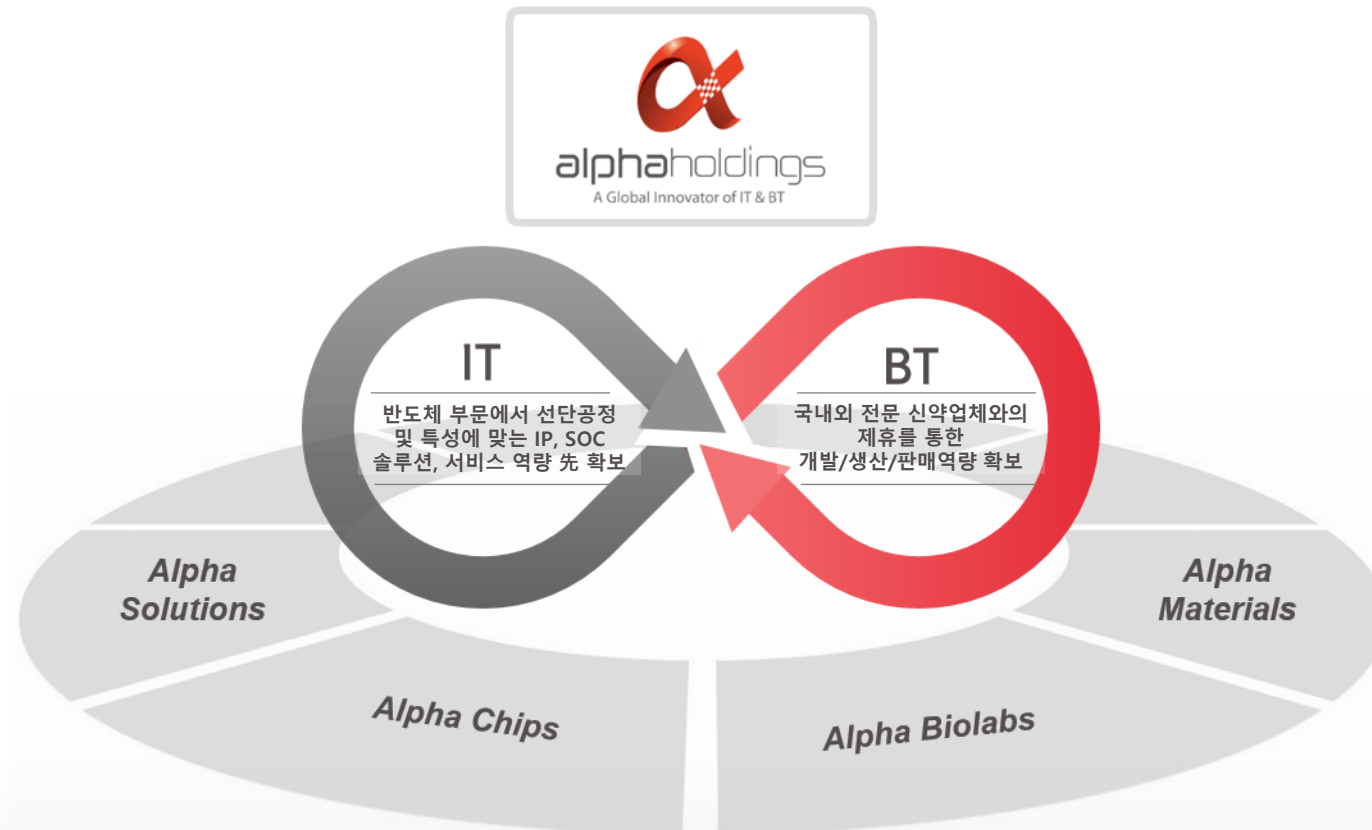 alphaholdings
A Global Innovator of IT & BT
IT
반도체 부문에서 선단공정
및 특성에 맞는 IP, SOC
솔루션, 서비스 역량 先 확보
BT
국내외 전문 신약업체와의
제휴를 통한
개발/생산/판매역량 확보
Alpha
Solutions
Alpha Chips
Alpha Biolabs
Alpha
Materials